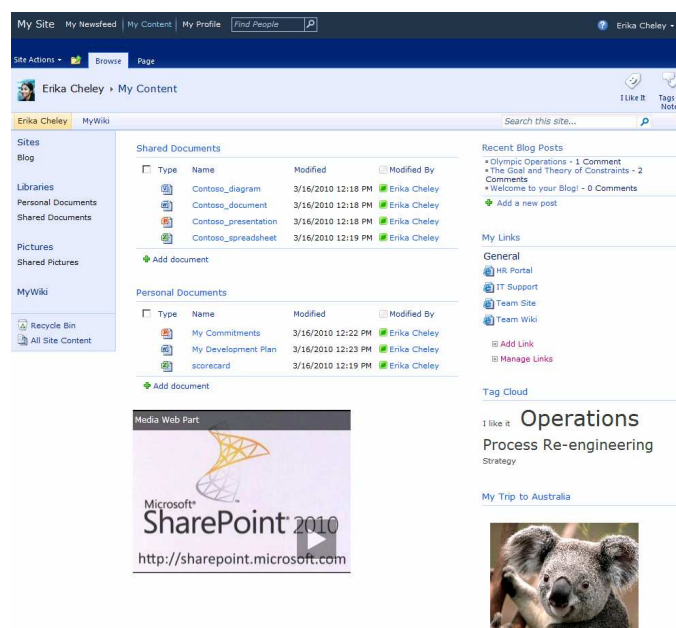 My Site My Newsfeed My Content My Profile Find People Erika Cheley
Site Actions Browse Page
Erika Cheley My Content
I Like It Tags Note
Erika Cheley MyWiki Search this site...
Sites
Blog
Libraries
Personal Documents
Shared Documents
Pictures
Shared Pictures
MyWiki
Recycle Bin
All Site Content
Shared Documents
Type Name Modified Modified By
Contoso_diagram 3/16/2010 12:18 PM Erika Cheley
Contoso_document 3/16/2010 12:18 PM Erika Cheley
Contoso_presentation 3/16/2010 12:18 PM Erika Cheley
Contoso_spreadsheet 3/16/2010 12:19 PM Erika Cheley
Add document
Personal Documents
Type Name Modified Modified By
My Commitments 3/16/2010 12:22 PM Erika Cheley
My Development Plan 3/16/2010 12:23 PM Erika Cheley
scorecard 3/16/2010 12:19 PM Erika Cheley
Add document
Media Web Part
Microsoft®
SharePoint® 2010
http://sharepoint.microsoft.com
Recent Blog Posts
Olympic Operations - 1 Comment
The Goal and Theory of Constraints - 2
Comments
Welcome to your Blog! - 0 Comments
Add a new post
My Links
General
HR Portal
IT Support
Team Site
Team Wiki
Add Link
Manage Links
Tag Cloud
I like it Operations
Process Re-engineering
Strategy
My Trip to Australia